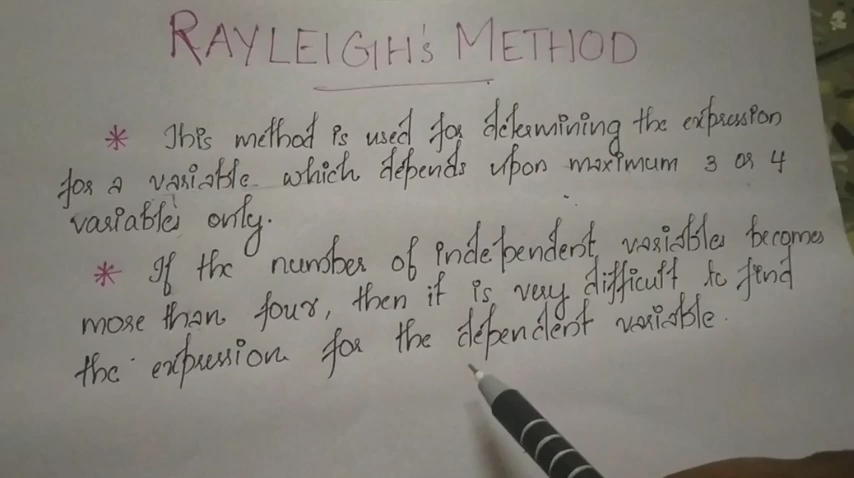 RAYLEIGH's METHOD
* This method is used for determining the expression
for a variable which depends upon maximum 3 or 4
variables only.
* If the number of independent variables becomes
more than four, then it is very difficult to find
the expression for the dependent variable.